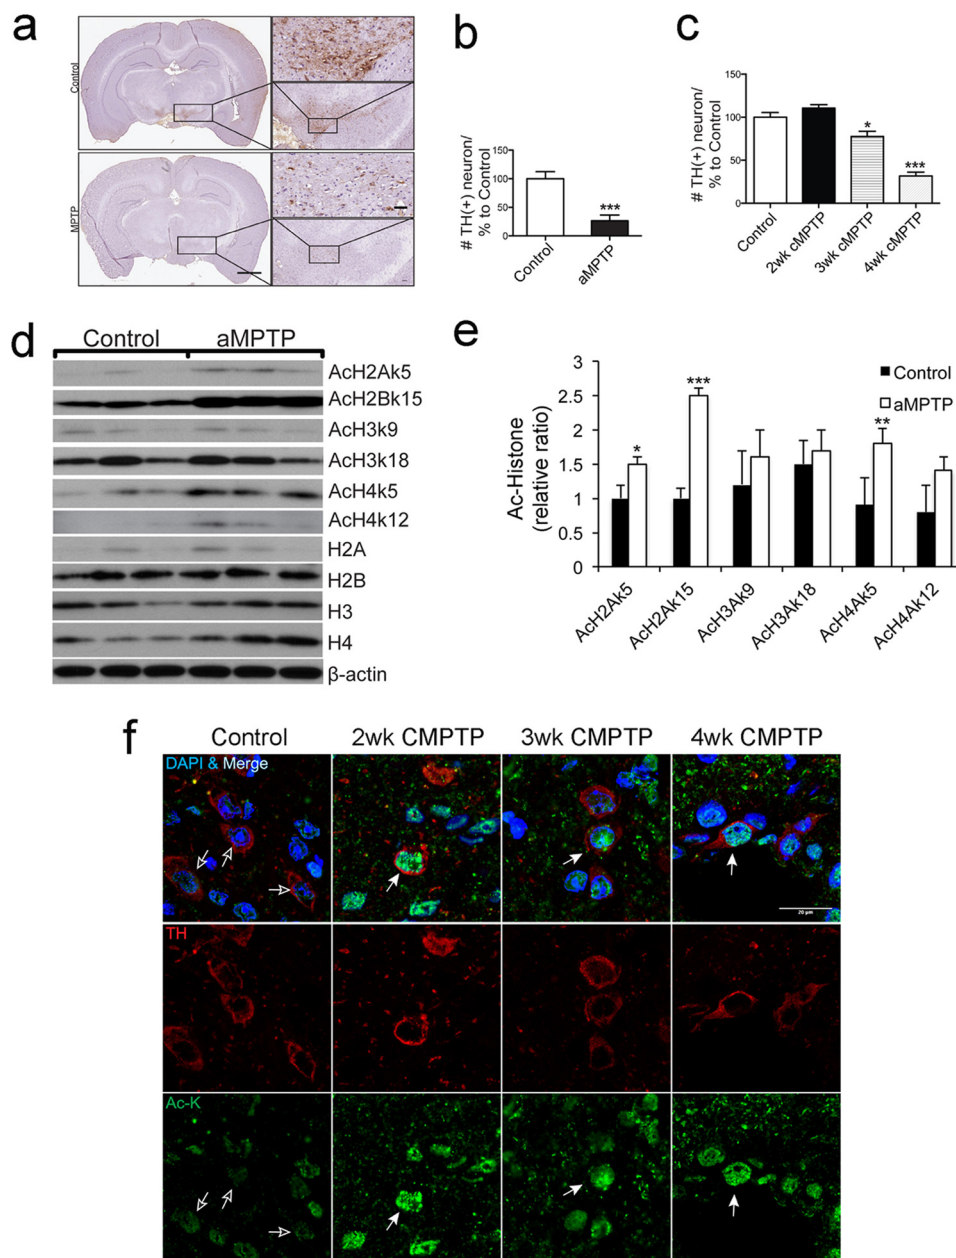 a
Control
MPTP
b
# TH(+) neuron/
% to Control
150
100
50
0
***
Control
aMPTP
c
# TH(+) neuron/
% to Control
150
100
50
0
*
***
Control
2wk cMPTP
3wk cMPTP
4wk cMPTP
d
Control aMPTP
AcH2Ak5
AcH2Bk15
AcH3k9
AcH3k18
AcH4k5
AcH4k12
H2A
H2B
H3
H4
β-actin
e
Ac-Histone
(relative ratio)
3
2.5
2
1.5
1
0.5
0
Control
aMPTP
*
***
**
AcH2Ak5
AcH2Ak15
AcH3Ak9
AcH3Ak18
AcH4Ak5
AcH4Ak12
f
Control 2wk CMPTP 3wk CMPTP 4wk CMPTP
DAPI & Merge
20 µm
TH
Ac-K